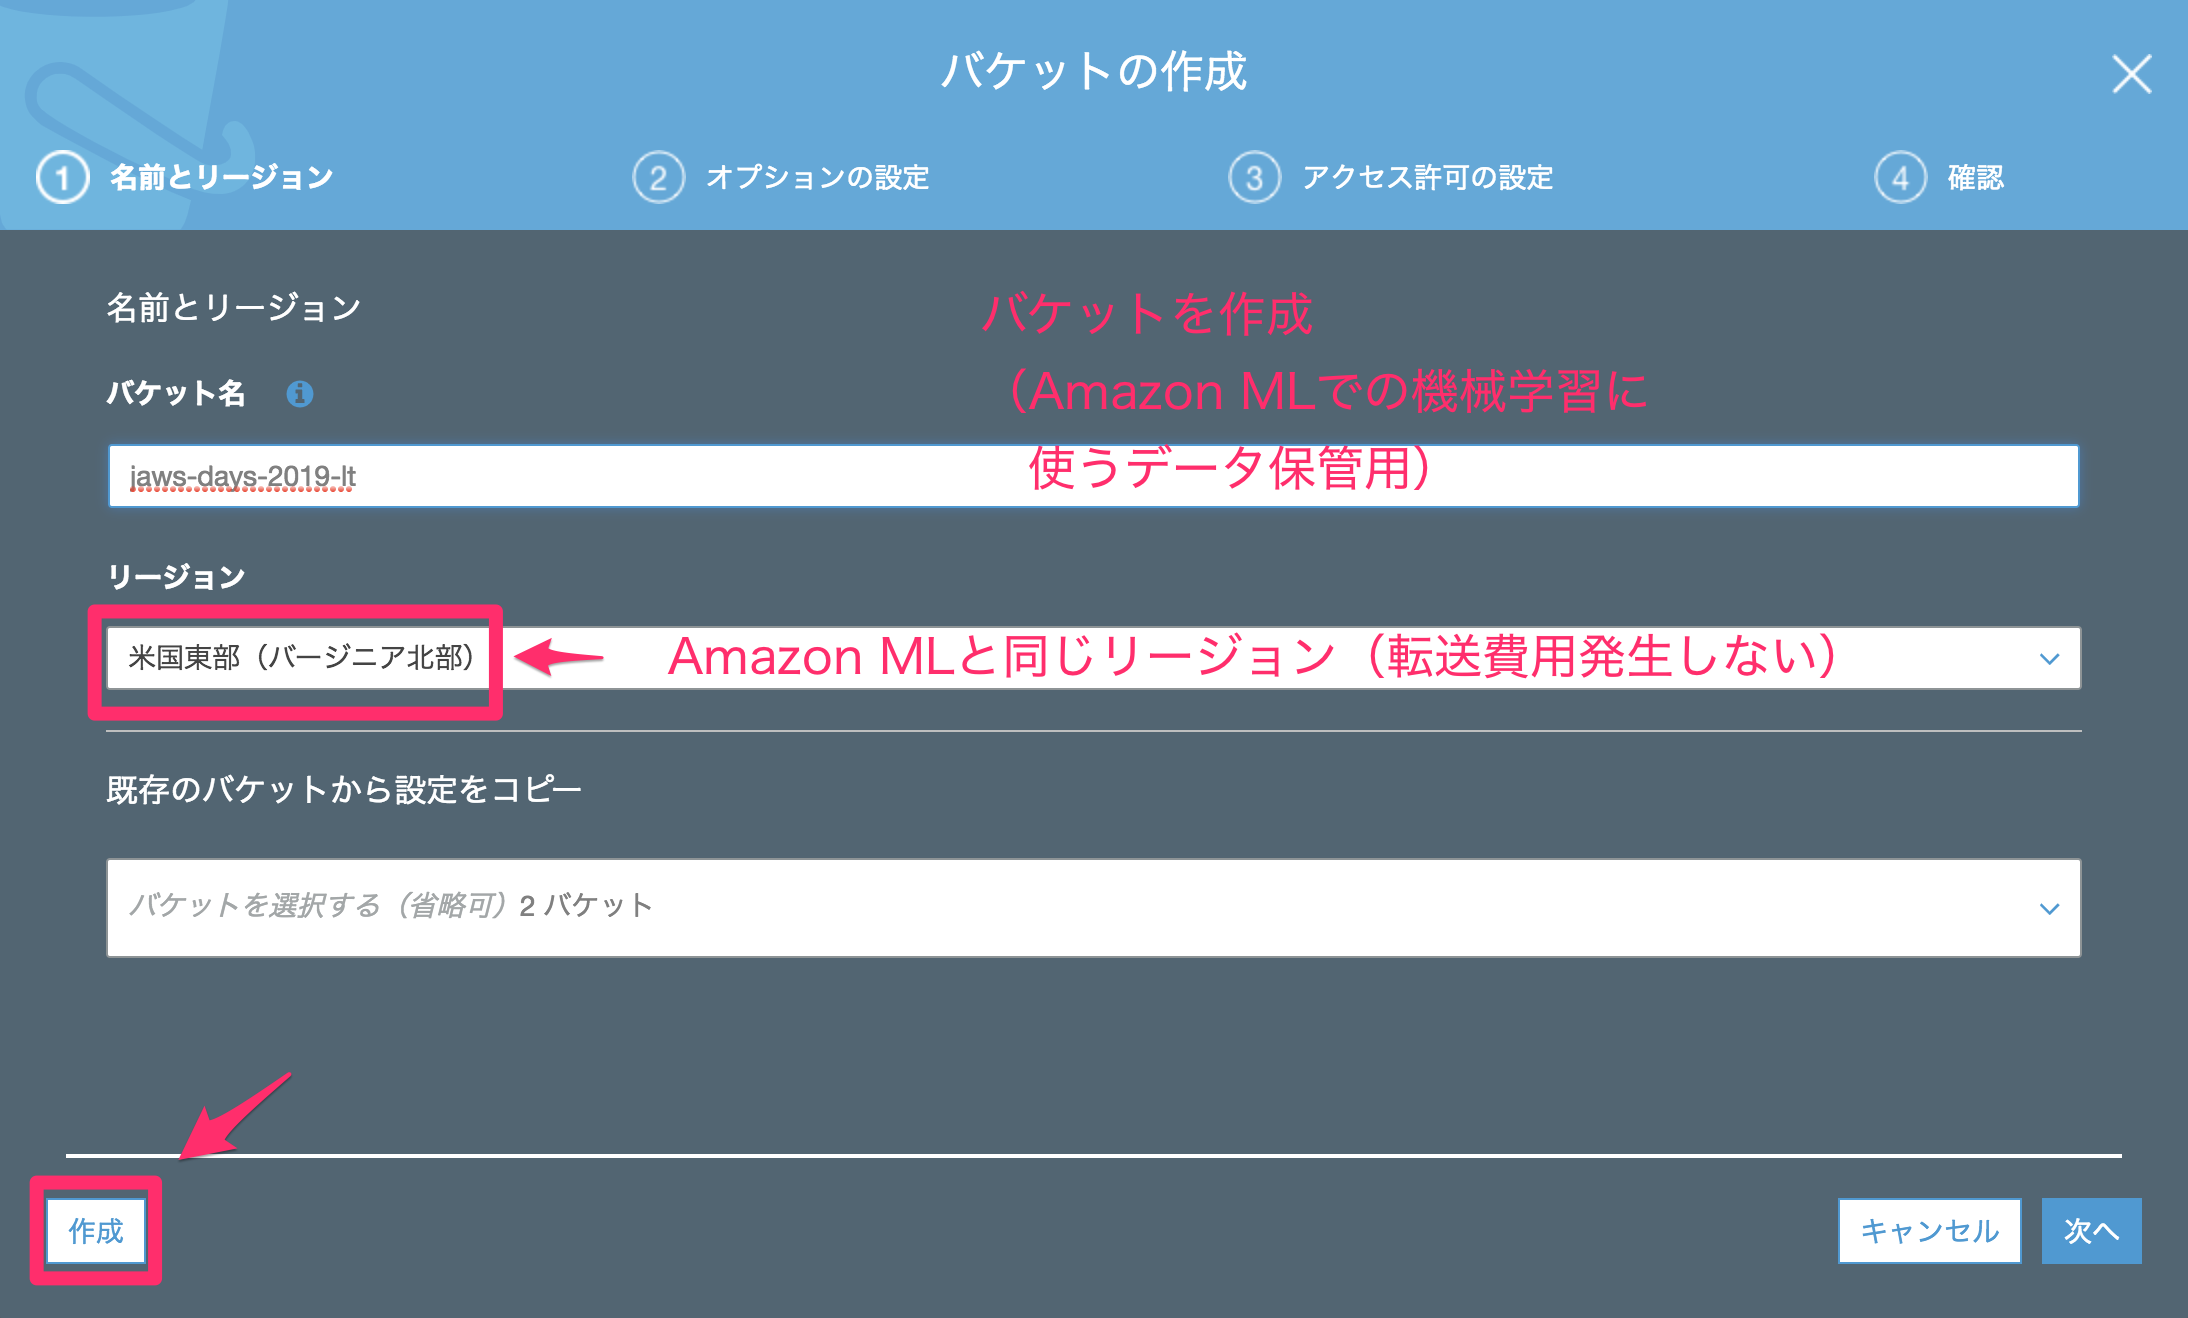 バケットの作成
1 名前とリージョン
2 オプションの設定
3 アクセス許可の設定
4 確認
名前とリージョン
バケットを作成
（Amazon MLでの機械学習に
使うデータ保管用）
バケット名
jaws-days-2019-lt
リージョン
米国東部（バージニア北部）
Amazon MLと同じリージョン（転送費用発生しない）
既存のバケットから設定をコピー
バケットを選択する（省略可）2 バケット
作成
キャンセル
次へ